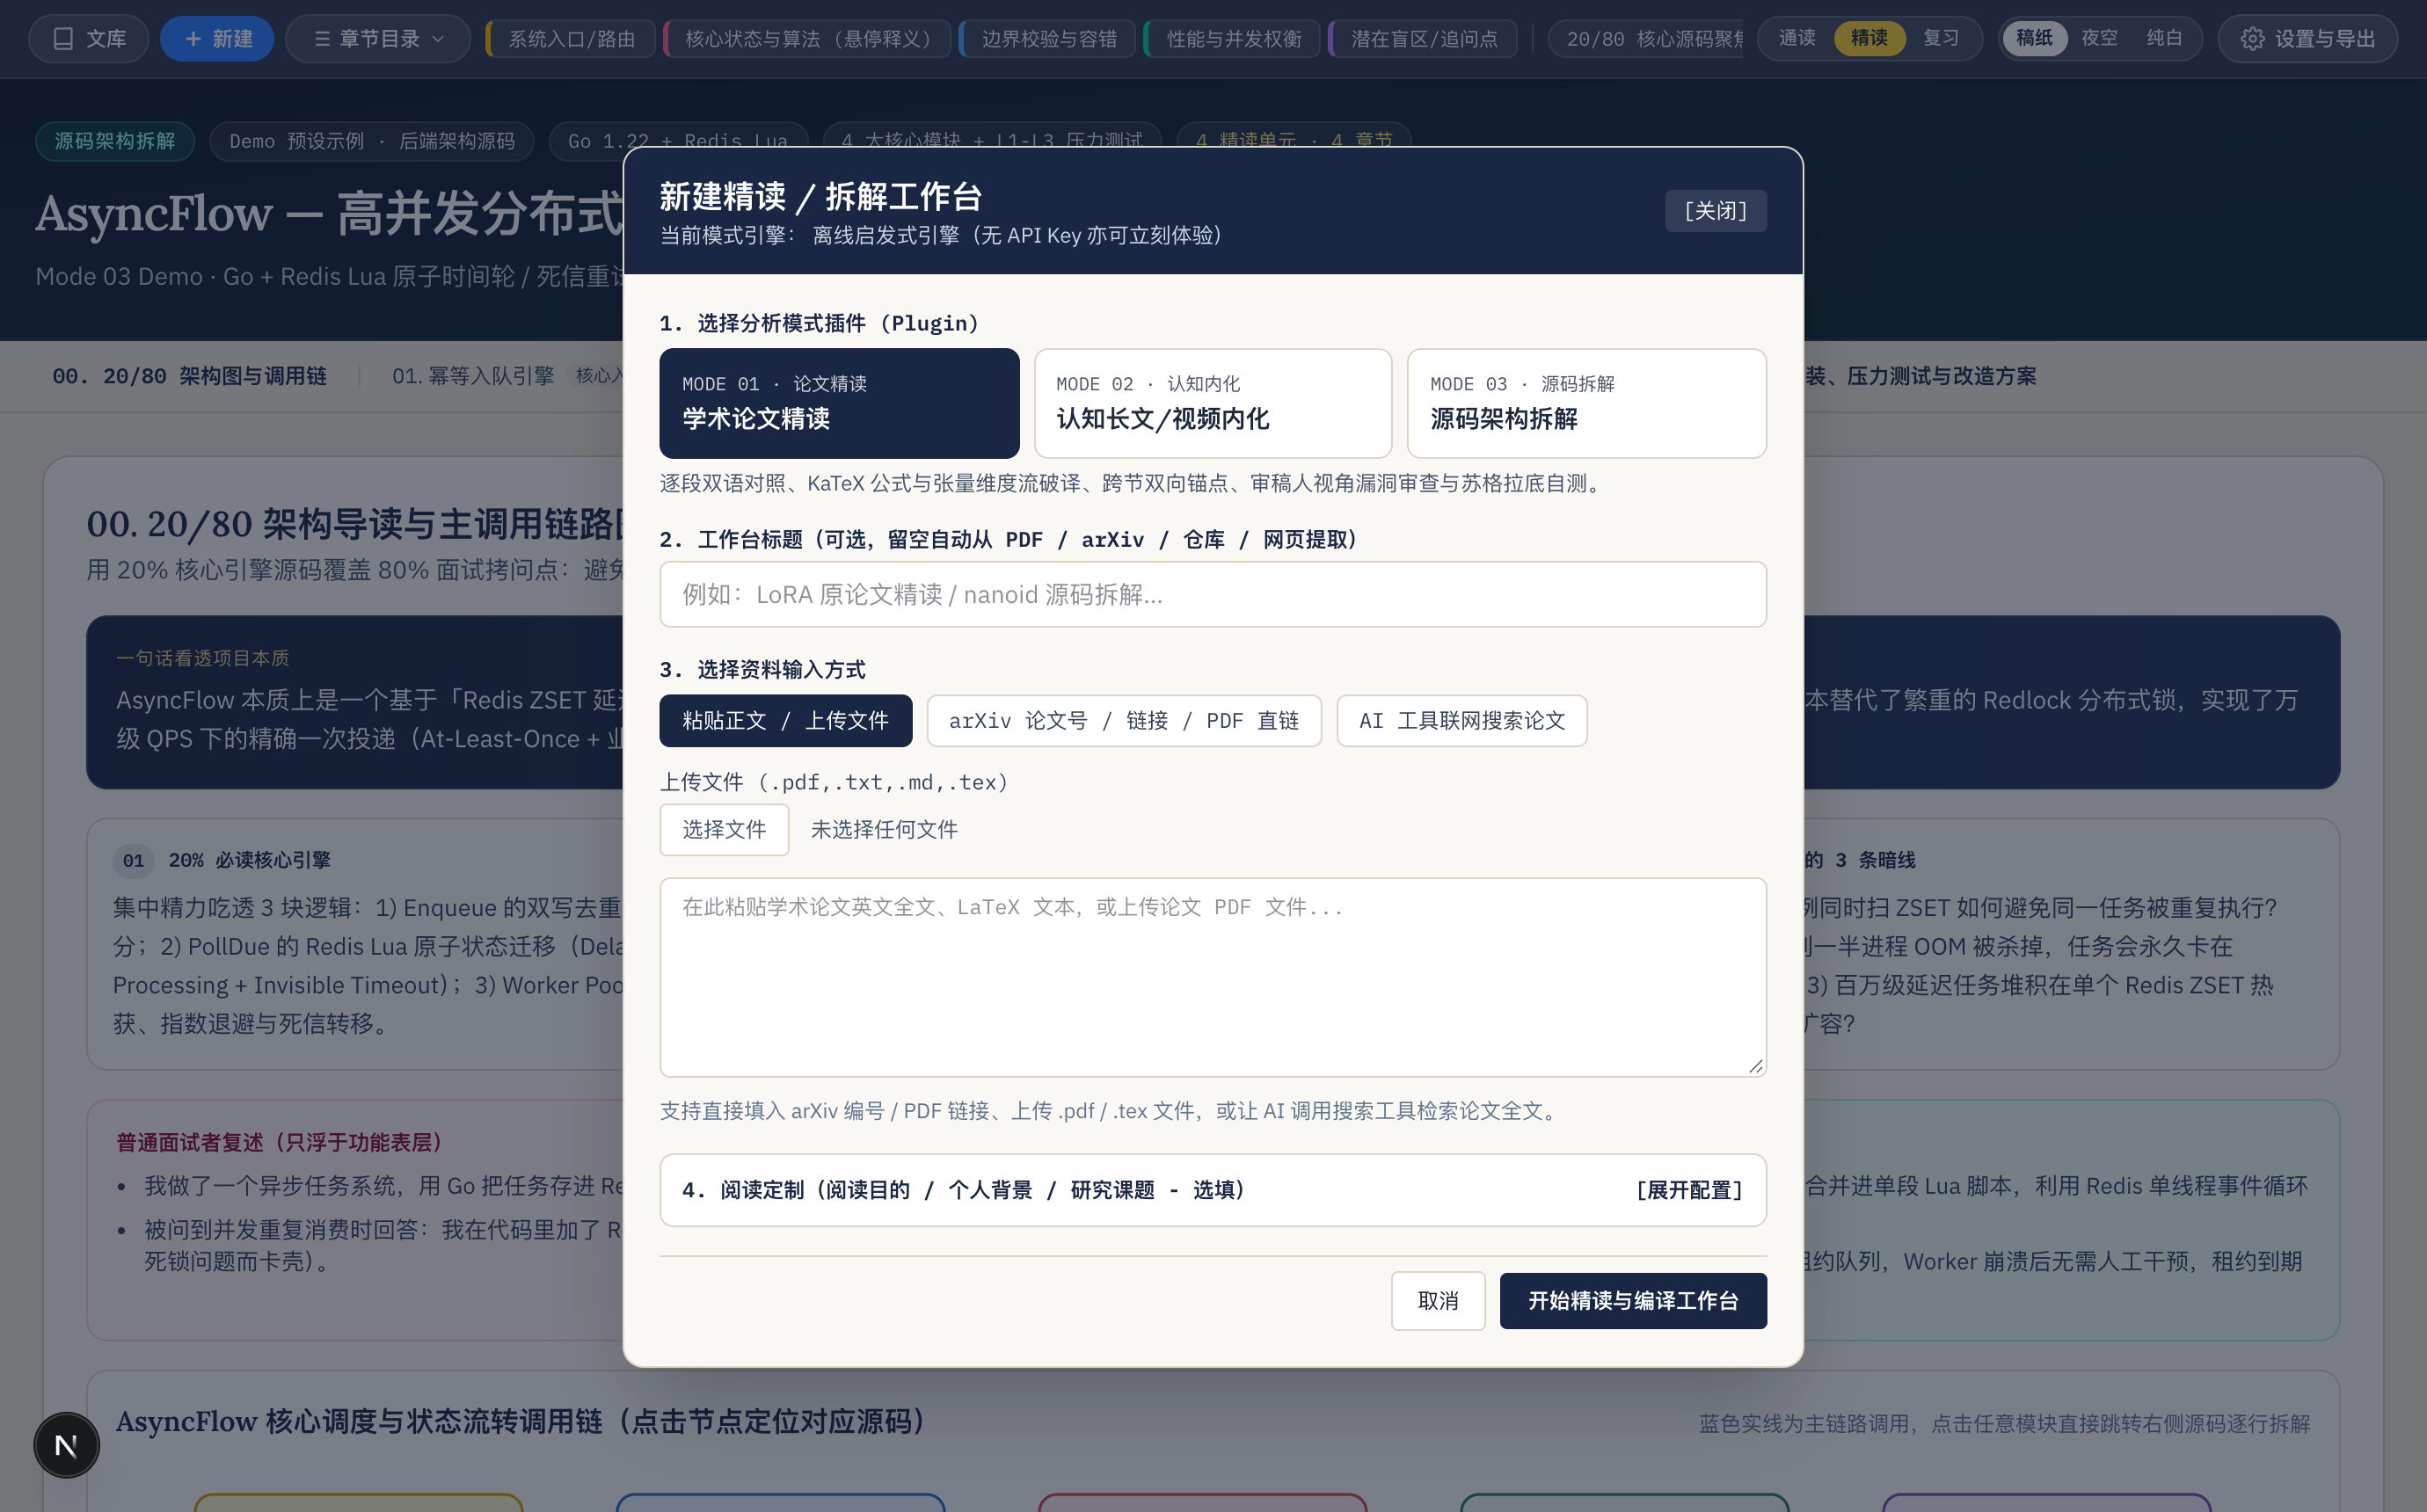 文库
+ 新建
章节目录
系统入口/路由
核心状态与算法（悬停释义）
边界校验与容错
性能与并发权衡
潜在盲区/追问点
20/80 核心源码聚焦
通读
精读
复习
稿纸
夜空
纯白
设置与导出
源码架构拆解
Demo 预设示例 · 后端架构源码
Go 1.22 + Redis Lua
4 大核心模块 + L1-L3 压力测试
4 精读单元 · 4 章节
AsyncFlow — 高并发分布式
Mode 03 Demo · Go + Redis Lua 原子时间轮 / 死信重试
00. 20/80 架构图与调用链
01. 幂等入队引擎
核心入
装、压力测试与改造方案
00. 20/80 架构导读与主调用链路图
用 20% 核心引擎源码覆盖 80% 面试拷问点：避免
一句话看透项目本质
AsyncFlow 本质上是一个基于「Redis ZSET 延迟
本替代了繁重的 Redlock 分布式锁，实现了万
级 QPS 下的精确一次投递（At-Least-Once + 业
01 20% 必读核心引擎
的 3 条暗线
集中精力吃透 3 块逻辑：1) Enqueue 的双写去重
例同时扫 ZSET 如何避免同一任务被重复执行？
分；2) PollDue 的 Redis Lua 原子状态迁移（Dela
到一半进程 OOM 被杀掉，任务会永久卡在
Processing + Invisible Timeout)；3) Worker Poo
3) 百万级延迟任务堆积在单个 Redis ZSET 热
获、指数退避与死信转移。
扩容？
普通面试者复述（只浮于功能表层）
• 我做了一个异步任务系统，用 Go 把任务存进 Re
合并进单段 Lua 脚本，利用 Redis 单线程事件循环
• 被问到并发重复消费时回答：我在代码里加了 R
死锁问题而卡壳）。
租约队列，Worker 崩溃后无需人工干预，租约到期
AsyncFlow 核心调度与状态流转调用链（点击节点定位对应源码）
蓝色实线为主链路调用，点击任意模块直接跳转右侧源码逐行拆解
N
新建精读 / 拆解工作台
当前模式引擎： 离线启发式引擎（无 API Key 亦可立刻体验）
[关闭]
1. 选择分析模式插件 (Plugin)
MODE 01 · 论文精读
学术论文精读
MODE 02 · 认知内化
认知长文/视频内化
MODE 03 · 源码拆解
源码架构拆解
逐段双语对照、KaTeX 公式与张量维度流破译、跨节双向锚点、审稿人视角漏洞审查与苏格拉底自测。
2. 工作台标题（可选，留空自动从 PDF / arXiv / 仓库 / 网页提取）
例如：LoRA 原论文精读 / nanoid 源码拆解...
3. 选择资料输入方式
粘贴正文 / 上传文件
arXiv 论文号 / 链接 / PDF 直链
AI 工具联网搜索论文
上传文件 (.pdf,.txt,.md,.tex)
选择文件
未选择任何文件
在此粘贴学术论文英文全文、LaTeX 文本，或上传论文 PDF 文件...
支持直接填入 arXiv 编号 / PDF 链接、上传 .pdf / .tex 文件，或让 AI 调用搜索工具检索论文全文。
4. 阅读定制（阅读目的 / 个人背景 / 研究课题 - 选填）
[展开配置]
取消
开始精读与编译工作台